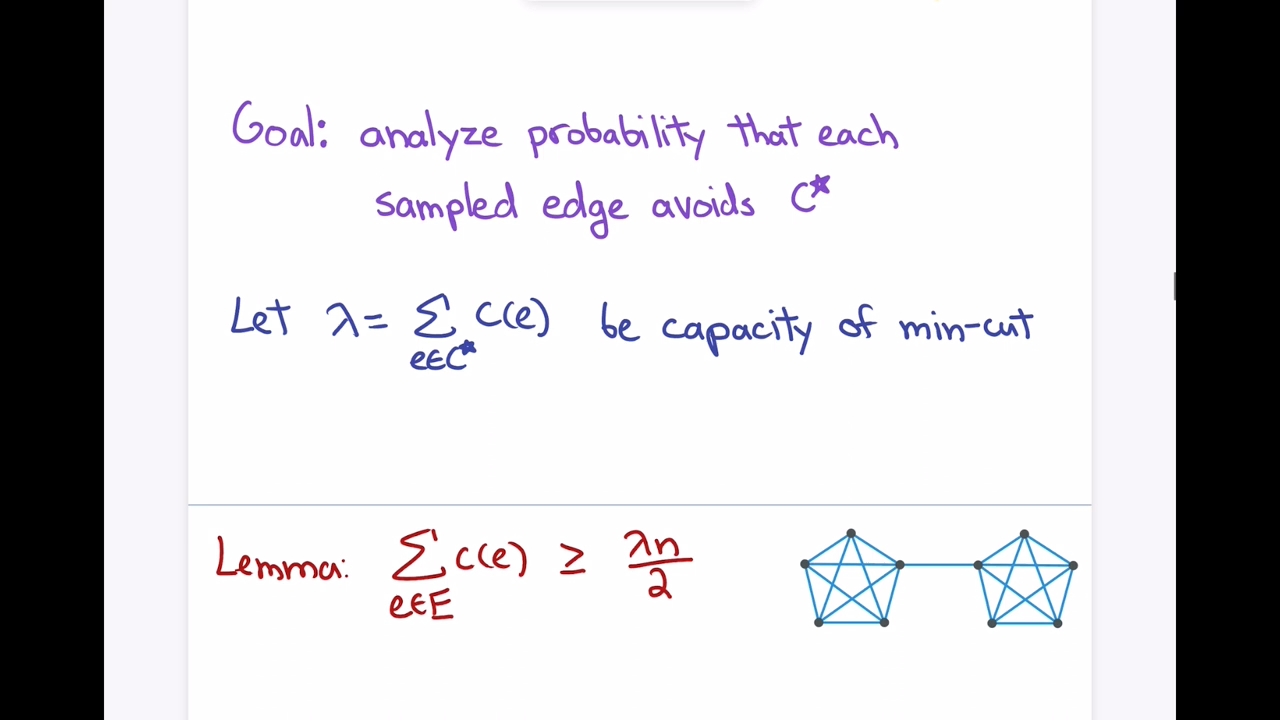 Goal: analyze probability that each
sampled edge avoids C*
Let λ = ∑_{e∈C*} c(e) be capacity of min-cut
Lemma: ∑_{e∈E} c(e) ≥ λn/2